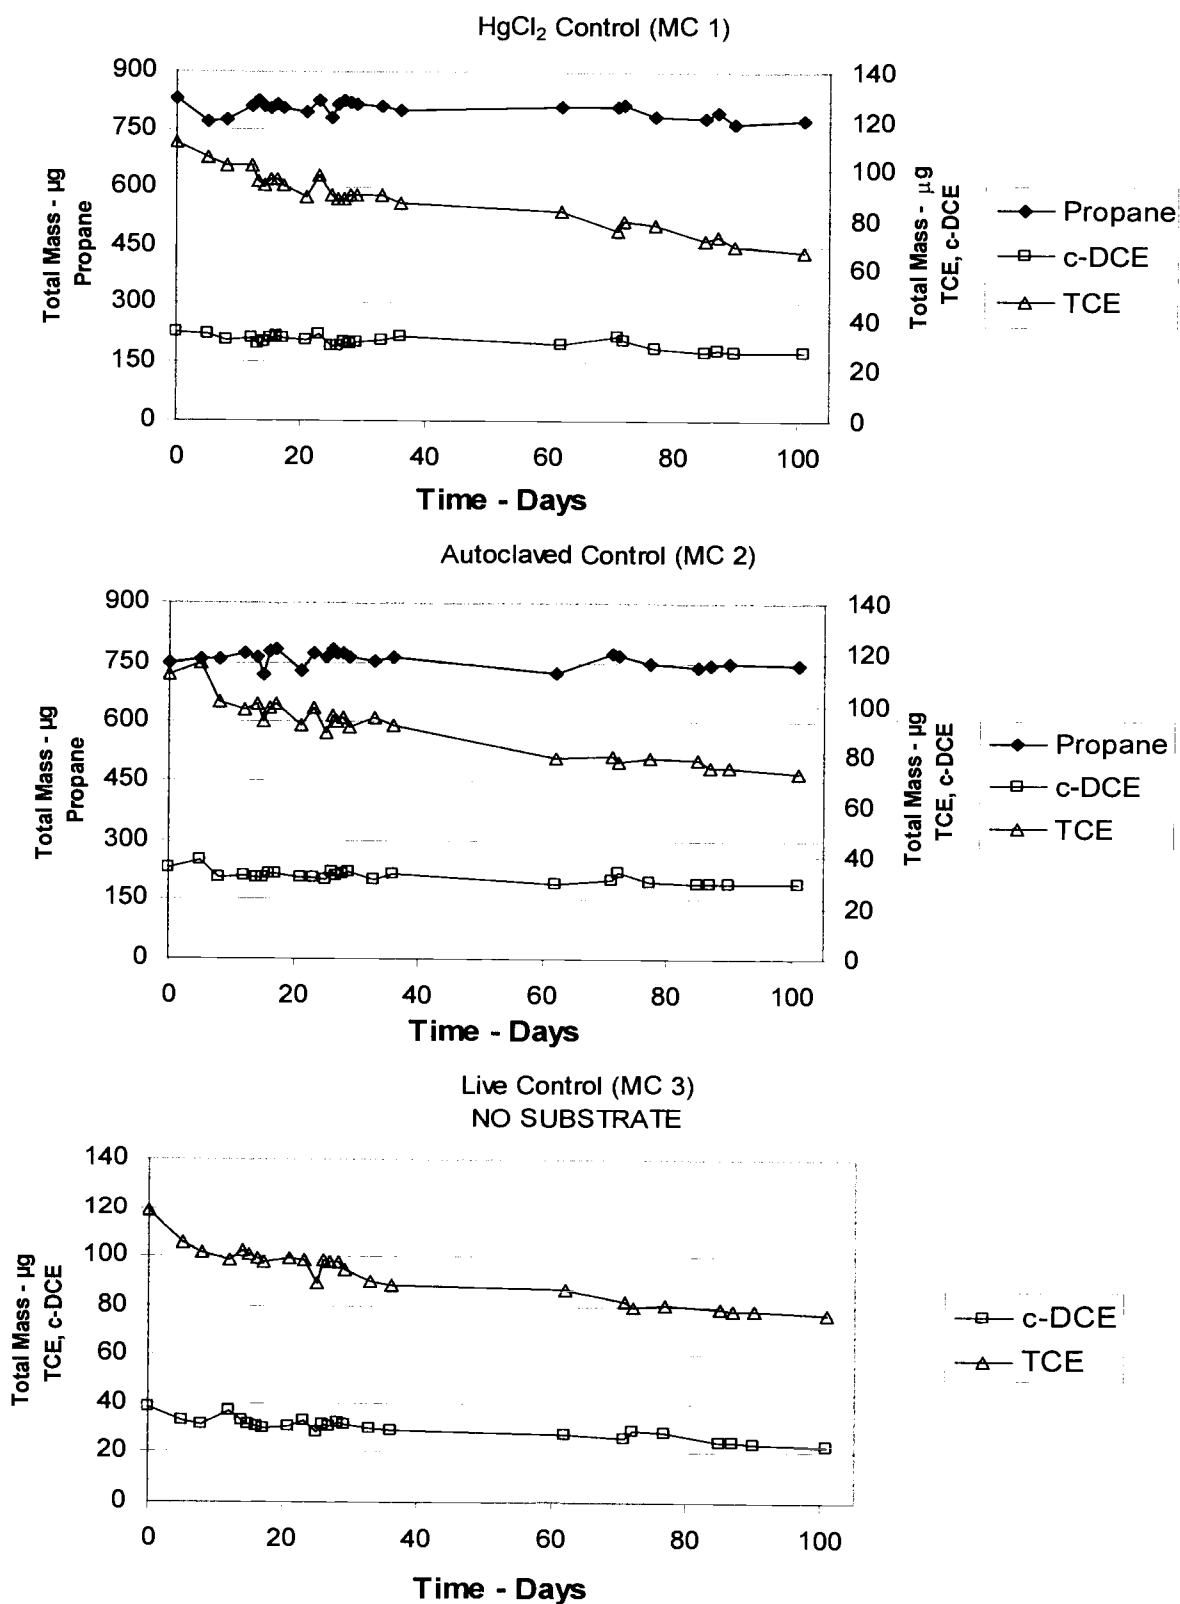 HgCl₂ Control (MC 1)
900
750
600
450
300
150
0
Total Mass - µg
Propane
140
120
100
80
60
40
20
0
Total Mass - µg
TCE, c-DCE
0 20 40 60 80 100
Time - Days
Propane
c-DCE
TCE
Autoclaved Control (MC 2)
900
750
600
450
300
150
0
Total Mass - µg
Propane
140
120
100
80
60
40
20
0
Total Mass - µg
TCE, c-DCE
0 20 40 60 80 100
Time - Days
Propane
c-DCE
TCE
Live Control (MC 3)
NO SUBSTRATE
140
120
100
80
60
40
20
0
Total Mass - µg
TCE, c-DCE
0 20 40 60 80 100
Time - Days
c-DCE
TCE